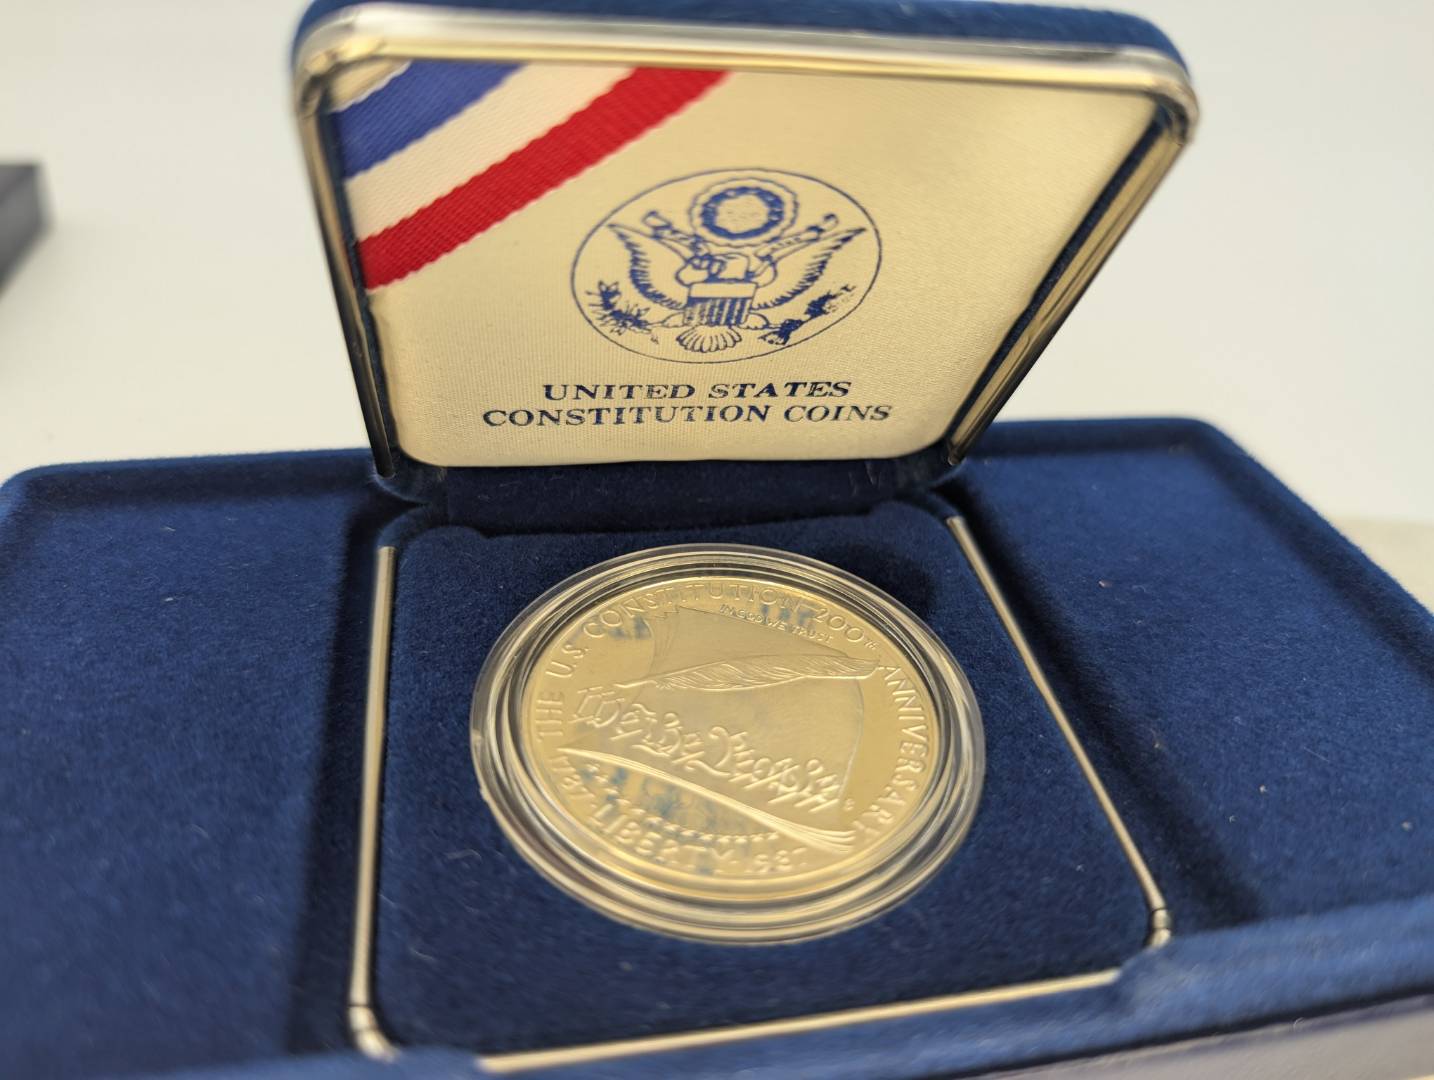 UNITED STATES
CONSTITUTION COINS
THE U.S. CONSTITUTION 200TH ANNIVERSARY
IN GOD WE TRUST
We the People
1787 · LIBERTY · 1987
S